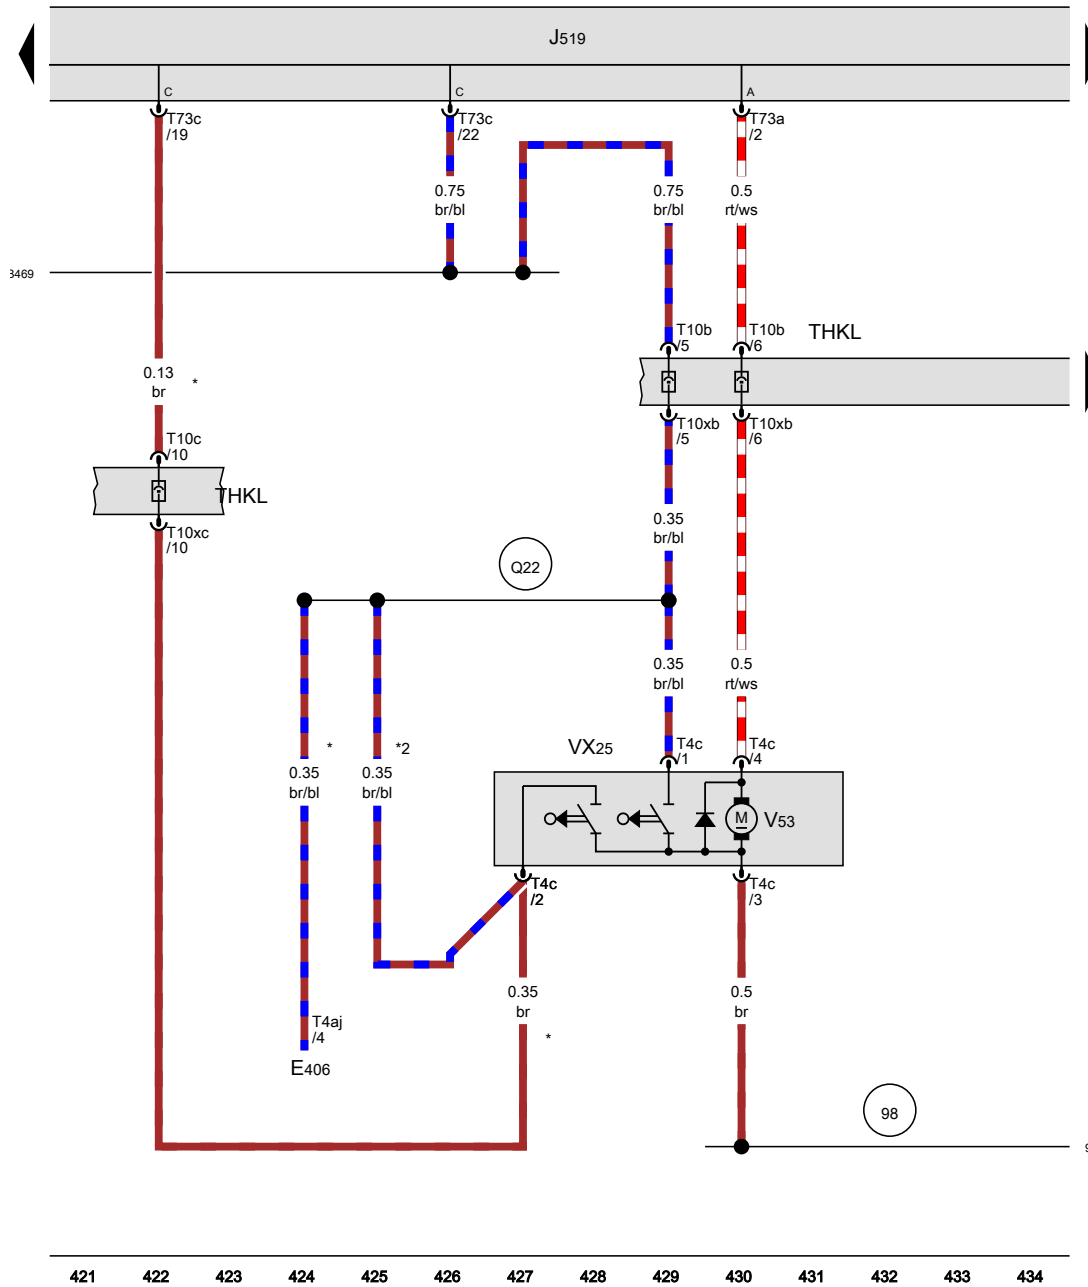 J519
C
C
A
T73c
/19
T73c
/22
T73a
/2
0.75
br/bl
0.75
br/bl
0.5
rt/ws
3469
T10b
/5
T10b
/6
THKL
0.13
br
*
T10xb
/5
T10xb
/6
T10c
/10
THKL
T10xc
/10
0.35
br/bl
Q22
0.35
br/bl
0.5
rt/ws
*
*2
VX25
T4c
/1
T4c
/4
0.35
br/bl
0.35
br/bl
M
V53
T4c
/2
T4c
/3
0.35
br
*
0.5
br
T4aj
/4
E406
98
9
421 422 423 424 425 426 427 428 429 430 431 432 433 434